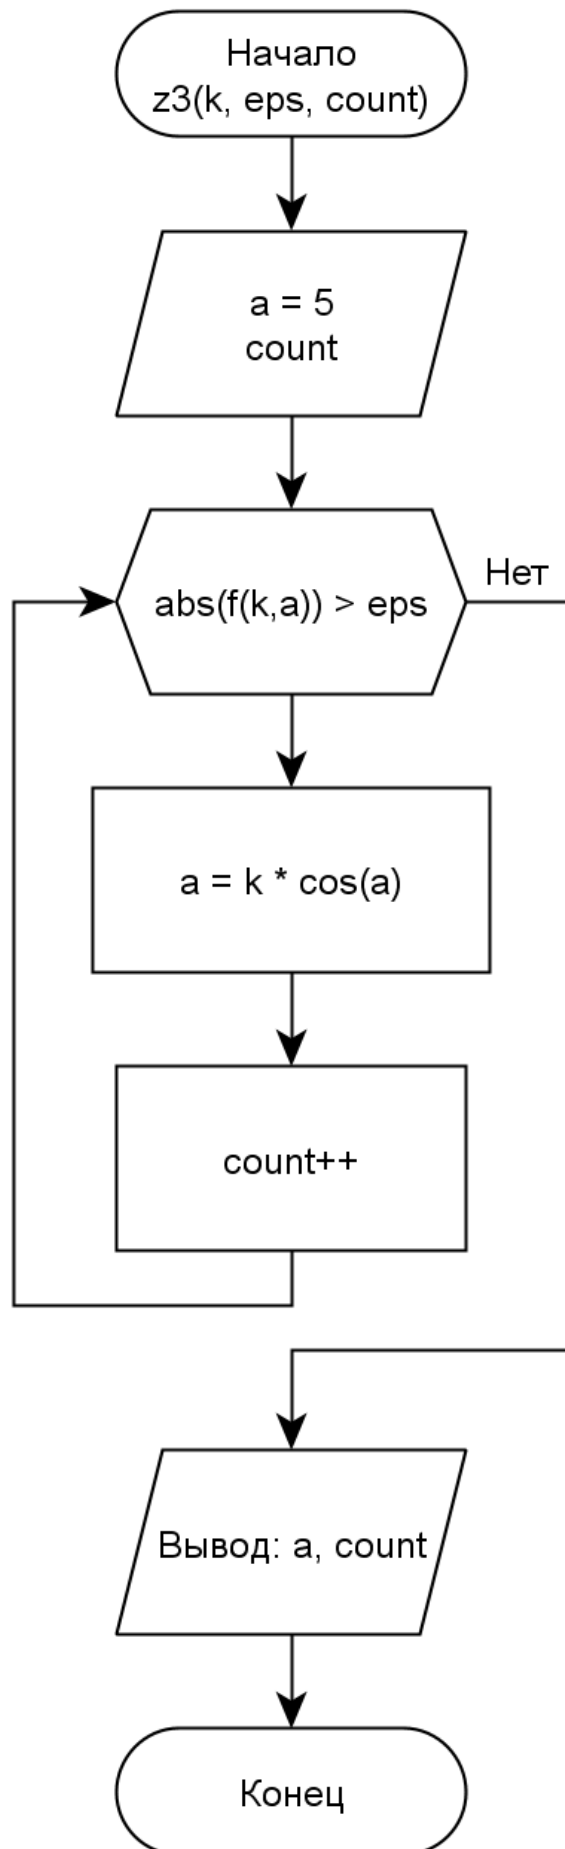 Начало
z3(k, eps, count)
a = 5
count
abs(f(k,a)) > eps
Нет
a = k * cos(a)
count++
Вывод: a, count
Конец